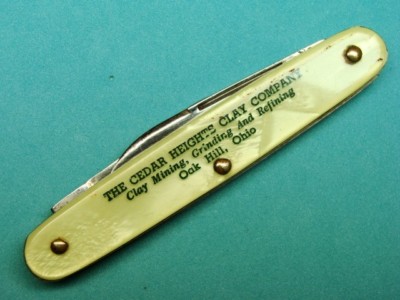 THE CEDAR HEIGHTS CLAY COMPANY
Clay Mining, Grinding And Refining
Oak Hill, Ohio